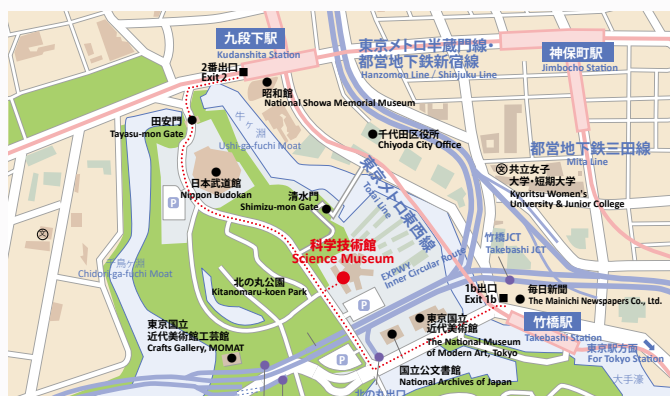 九段下駅
Kudanshita Station
2番出口
Exit 2
昭和館
National Showa Memorial Museum
東京メトロ半蔵門線・
都営地下鉄新宿線
Hanzomon Line / Shinjuku Line
神保町駅
Jimbocho Station
田安門
Tayasu-mon Gate
牛ヶ淵
Ushi-ga-fuchi Moat
千代田区役所
Chiyoda City Office
都営地下鉄三田線
Mita Line
日本武道館
Nippon Budokan
清水門
Shimizu-mon Gate
東京メトロ東西線
Tozai Line
共立女子
大学・短期大学
Kyoritsu Women's
University & Junior College
P
文
文
千鳥ヶ淵
Chidori-ga-fuchi Moat
科学技術館
Science Museum
EXPWY
Inner Circular Route
竹橋JCT
Takebashi JCT
北の丸公園
Kitanomaru-koen Park
P
1b出口
Exit 1b
毎日新聞
The Mainichi Newspapers Co., Ltd.
東京国立
近代美術館工芸館
Crafts Gallery, MOMAT
P
東京国立
近代美術館
The National Museum
of Modern Art, Tokyo
竹橋駅
Takebashi Station
国立公文書館
National Archives of Japan
東京駅方面
For Tokyo Station
大手濠
北の丸出口